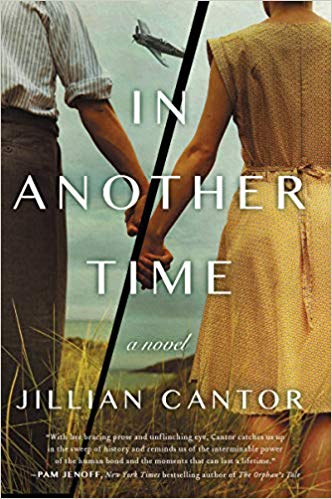 IN
ANOTHER
TIME
a novel
JILLIAN CANTOR
"With her bracing prose and unflinching eye, Cantor catches us up
in the sweep of history and reminds us of the interminable power
of the human bond and the moments that can last a lifetime."
—PAM JENOFF, New York Times bestselling author of The Orphan's Tale